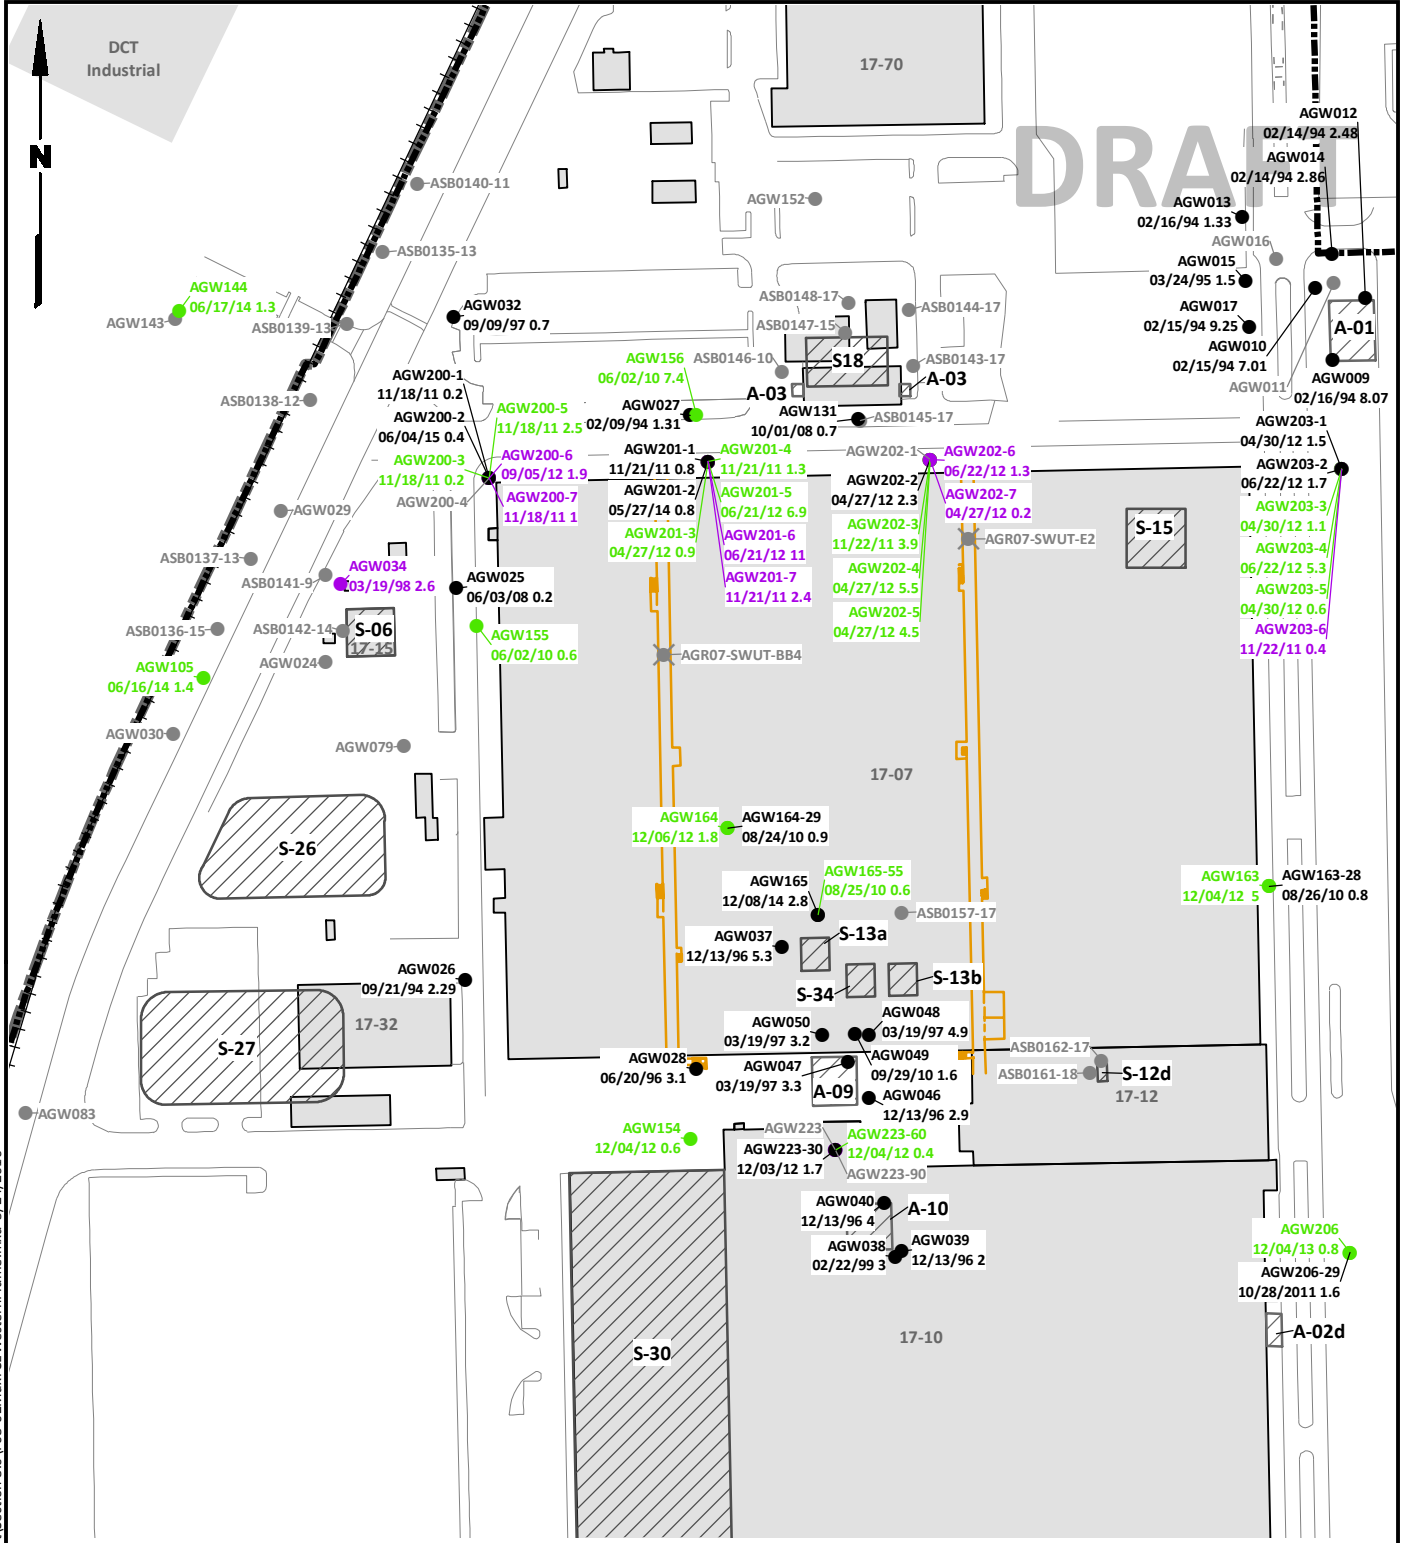 DCT
Industrial
17-70
DRAFT
N
AGW012
02/14/94 2.48
AGW014
02/14/94 2.86
ASB0140-11
AGW152
AGW013
02/16/94 1.33
ASB0135-13
AGW016
AGW015
03/24/95 1.5
AGW144
06/17/14 1.3
AGW143
ASB0139-13
AGW032
09/09/97 0.7
ASB0148-17
ASB0144-17
ASB0147-15
AGW017
02/15/94 9.25
A-01
AGW010
02/15/94 7.01
AGW156
06/02/10 7.4
ASB0146-10
S18
ASB0143-17
A-03
A-03
AGW011
AGW009
02/16/94 8.07
AGW200-1
11/18/11 0.2
ASB0138-12
AGW200-2
06/04/15 0.4
AGW200-5
11/18/11 2.5
AGW027
02/09/94 1.31
AGW131
10/01/08 0.7
ASB0145-17
AGW203-1
04/30/12 1.5
AGW200-3
11/18/11 0.2
AGW200-6
09/05/12 1.9
AGW201-1
11/21/11 0.8
AGW201-4
11/21/11 1.3
AGW202-1
AGW202-6
06/22/12 1.3
AGW203-2
06/22/12 1.7
AGW200-4
AGW200-7
11/18/11 1
AGW201-2
05/27/14 0.8
AGW201-5
06/21/12 6.9
AGW202-2
04/27/12 2.3
AGW202-7
04/27/12 0.2
AGW203-3
04/30/12 1.1
AGW029
AGW201-3
04/27/12 0.9
AGW201-6
06/21/12 11
AGW202-3
11/22/11 3.9
AGR07-SWUT-E2
S-15
AGW203-4
06/22/12 5.3
ASB0137-13
ASB0141-9
AGW034
03/19/98 2.6
AGW025
06/03/08 0.2
AGW201-7
11/21/11 2.4
AGW202-4
04/27/12 5.5
AGW203-5
04/30/12 0.6
AGW202-5
04/27/12 4.5
AGW203-6
11/22/11 0.4
ASB0136-15
ASB0142-14
S-06
17-15
AGW155
06/02/10 0.6
AGR07-SWUT-BB4
AGW024
AGW105
06/16/14 1.4
AGW030
AGW079
17-07
AGW164
12/06/12 1.8
AGW164-29
08/24/10 0.9
S-26
AGW165
12/08/14 2.8
AGW165-55
08/25/10 0.6
AGW163
12/04/12 5
AGW163-28
08/26/10 0.8
ASB0157-17
S-13a
AGW037
12/13/96 5.3
AGW026
09/21/94 2.29
S-34
S-13b
17-32
S-27
AGW050
03/19/97 3.2
AGW048
03/19/97 4.9
AGW028
06/20/96 3.1
AGW047
03/19/97 3.3
AGW049
09/29/10 1.6
ASB0162-17
ASB0161-18
S-12d
17-12
A-09
AGW046
12/13/96 2.9
AGW083
AGW154
12/04/12 0.6
AGW223
AGW223-30
12/03/12 1.7
AGW223-60
12/04/12 0.4
AGW223-90
AGW040
12/13/96 4
A-10
AGW038
02/22/99 3
AGW039
12/13/96 2
AGW206
12/04/13 0.8
AGW206-29
10/28/2011 1.6
A-02d
17-10
S-30